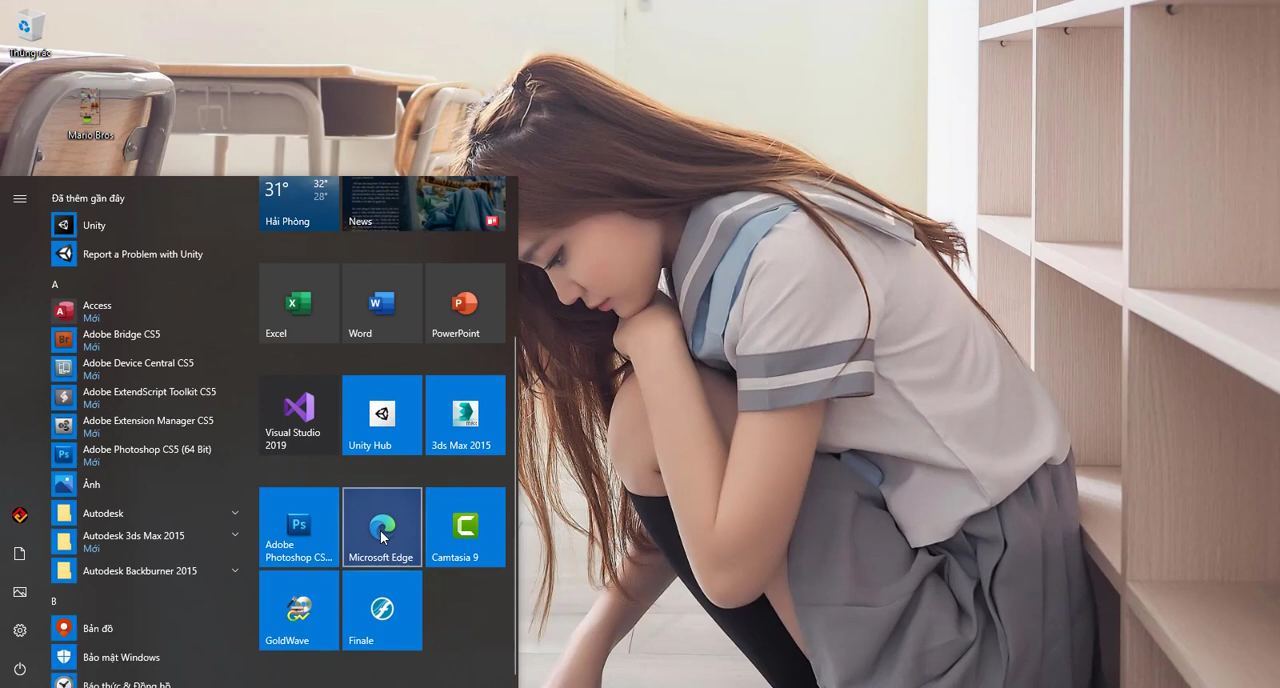 Thùng rác
Mario Bros
Đã thêm gần đây
Unity
Report a Problem with Unity
A
Access
Mới
Adobe Bridge CS5
Mới
Adobe Device Central CS5
Mới
Adobe ExtendScript Toolkit CS5
Mới
Adobe Extension Manager CS5
Mới
Adobe Photoshop CS5 (64 Bit)
Mới
Ảnh
Autodesk
Autodesk 3ds Max 2015
Mới
Autodesk Backburner 2015
B
Bản đồ
Bảo mật Windows
Báo thức & Đồng hồ
31°
32°
28°
Hải Phòng
News
Excel
Word
PowerPoint
Visual Studio
2019
Unity Hub
3ds Max 2015
Adobe
Photoshop CS...
Microsoft Edge
Camtasia 9
GoldWave
Finale